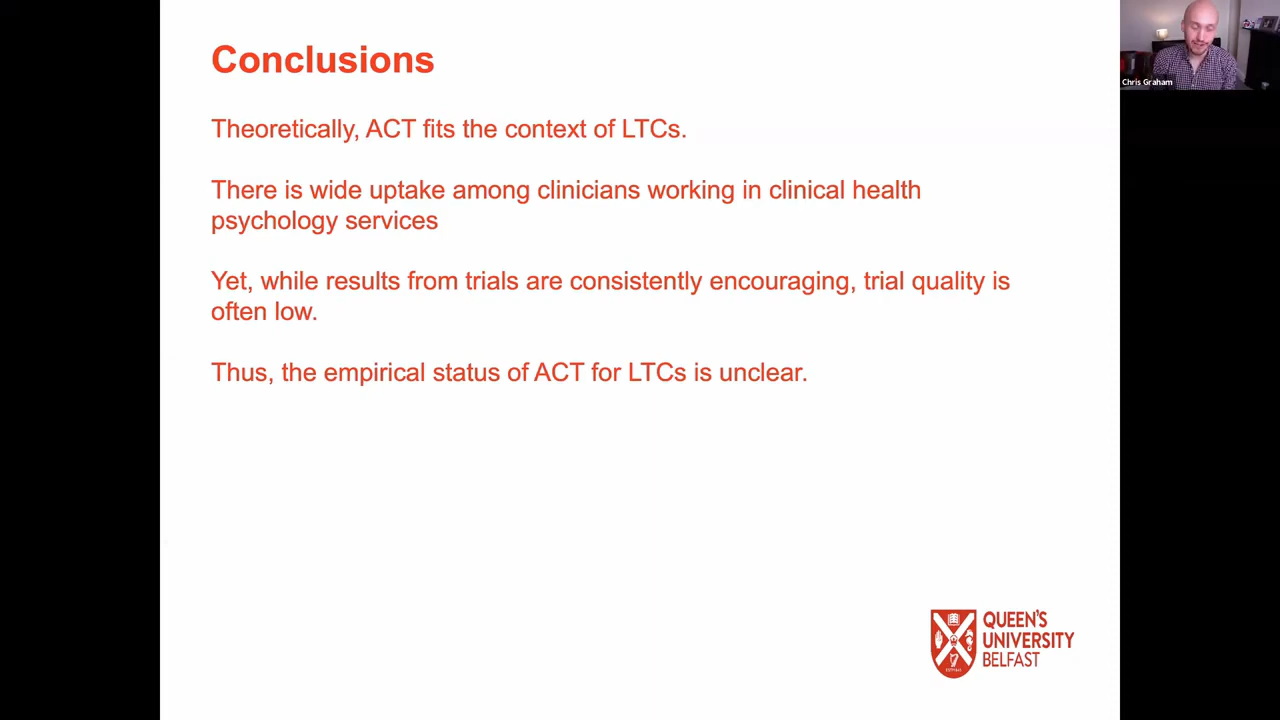 Conclusions
Theoretically, ACT fits the context of LTCs.
There is wide uptake among clinicians working in clinical health
psychology services
Yet, while results from trials are consistently encouraging, trial quality is
often low.
Thus, the empirical status of ACT for LTCs is unclear.
Chris Graham
QUEEN'S
UNIVERSITY
BELFAST